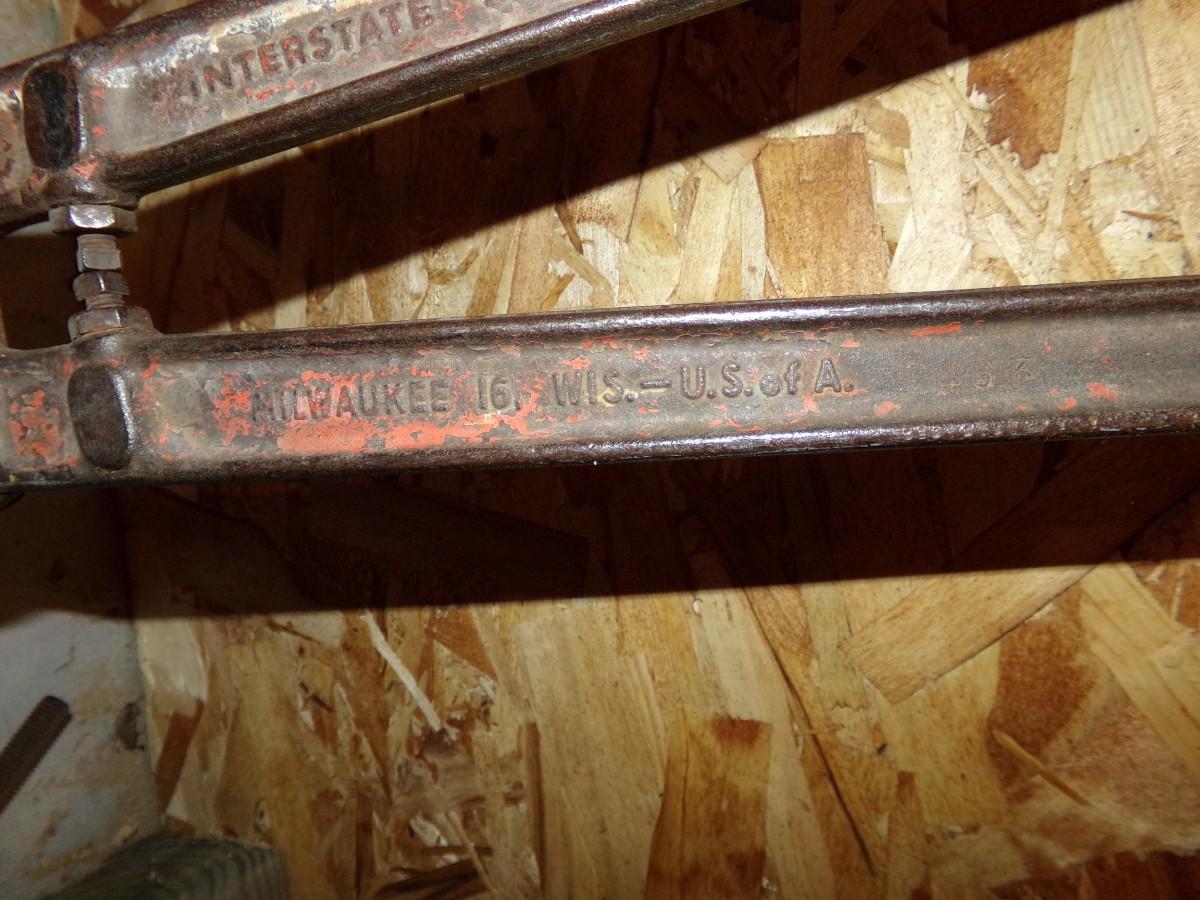 INTERSTATE
MILWAUKEE 16, WIS.—U.S. of A.